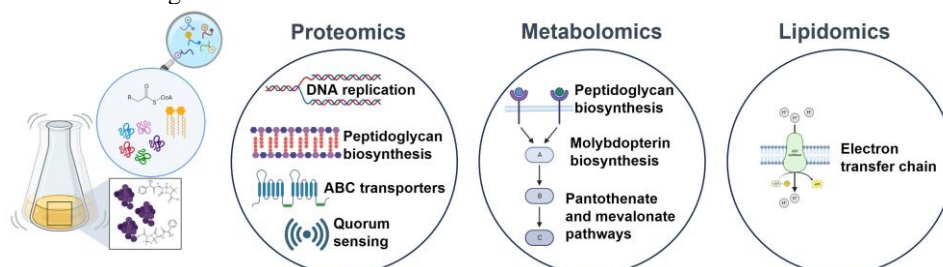 Proteomics
DNA replication
Peptidoglycan
biosynthesis
ABC transporters
Quorum
sensing
Metabolomics
Peptidoglycan
biosynthesis
Molybdopterin
biosynthesis
Pantothenate
and mevalonate
pathways
A
B
C
Lipidomics
H⁺
H⁺
H⁺
Electron
transfer chain
H⁺
H⁺
R
O
S
CoA